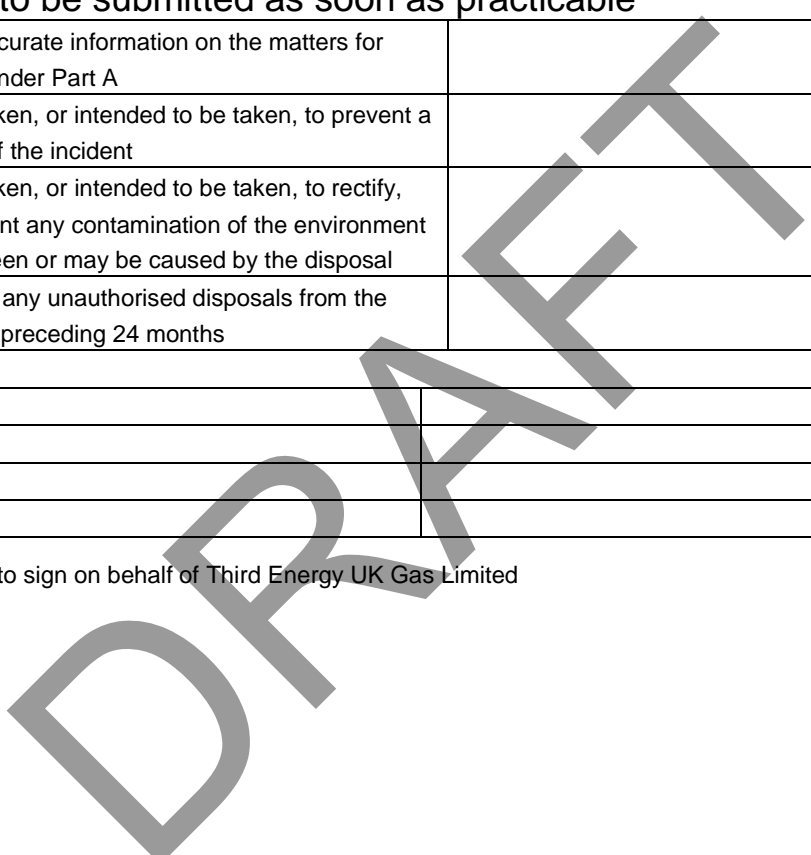 to be submitted as soon as practicable
curate information on the matters for
nder Part A
ken, or intended to be taken, to prevent a
f the incident
ken, or intended to be taken, to rectify,
nt any contamination of the environment
een or may be caused by the disposal
any unauthorised disposals from the
preceding 24 months
to sign on behalf of Third Energy UK Gas Limited
DRAFT